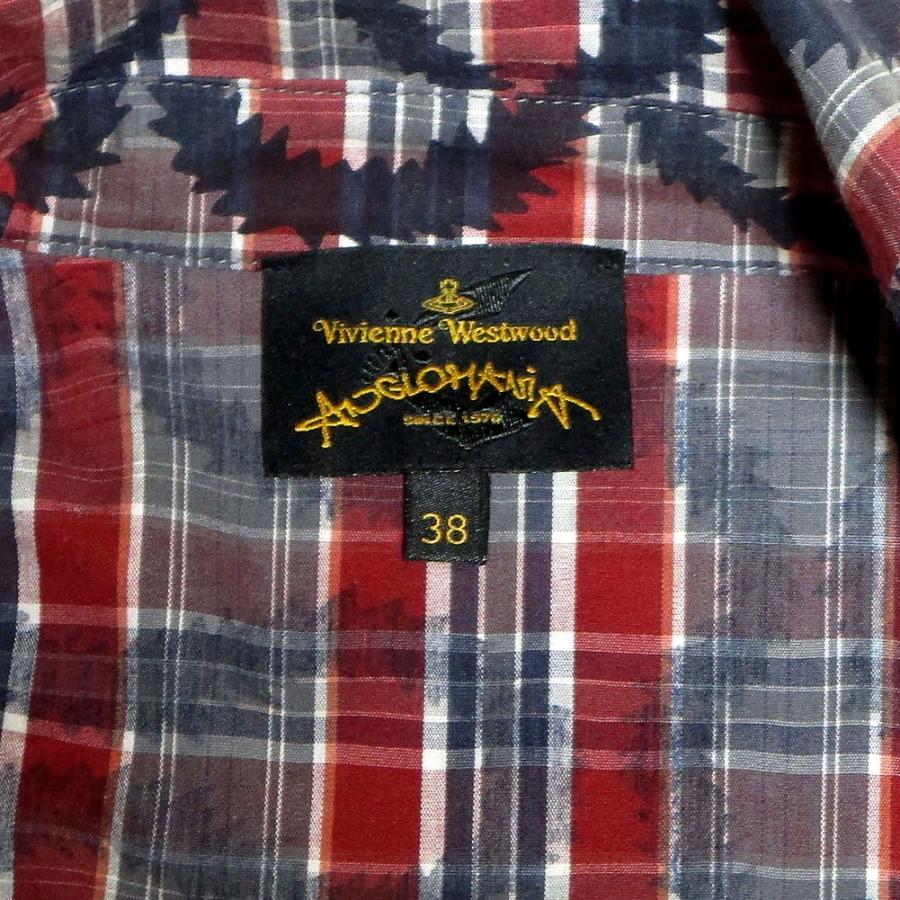 Vivienne Westwood
ANGLOMANIA
SINCE 1970
38